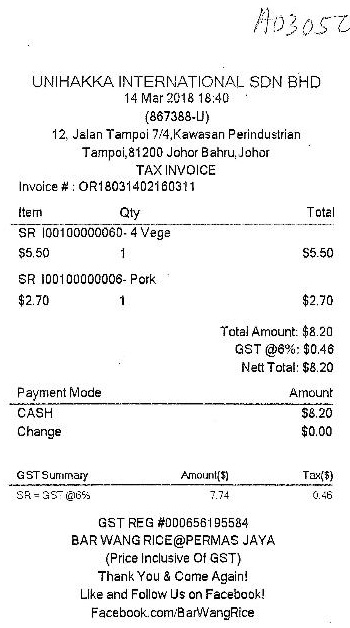 A03052
UNIHAKKA INTERNATIONAL SDN BHD
14 Mar 2018 18:40
(867388-U)
12, Jalan Tampoi 7/4,Kawasan Perindustrian
Tampoi,81200 Johor Bahru,Johor
TAX INVOICE
Invoice # : OR18031402160311
Item Qty Total
SR I00100000060- 4 Vege
$5.50 1 $5.50
SR I00100000006- Pork
$2.70 1 $2.70
Total Amount: $8.20
GST @6%: $0.46
Nett Total: $8.20
Payment Mode Amount
CASH $8.20
Change $0.00
GST Summary Amount($) Tax($)
SR = GST @6% 7.74 0.46
GST REG #000656195584
BAR WANG RICE@PERMAS JAYA
(Price Inclusive Of GST)
Thank You & Come Again!
Like and Follow Us on Facebook!
Facebook.com/BarWangRice